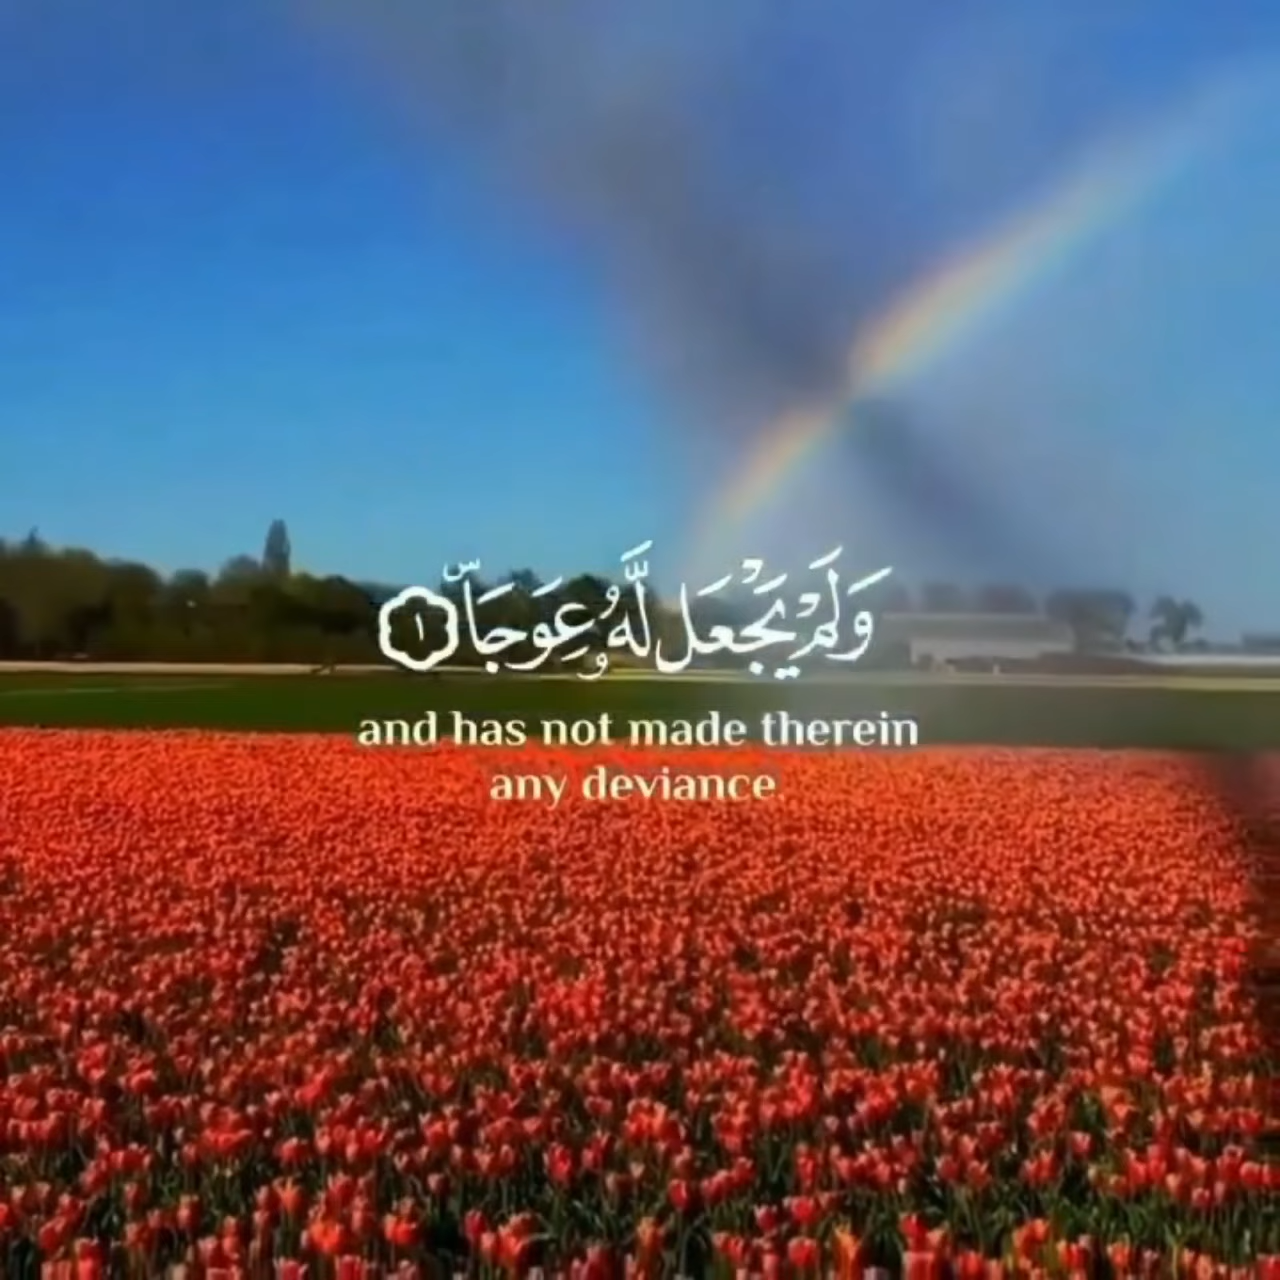 وَلَمْ يَجْعَل لَّهُۥ عِوَجَاۜ ١
and has not made therein
any deviance.